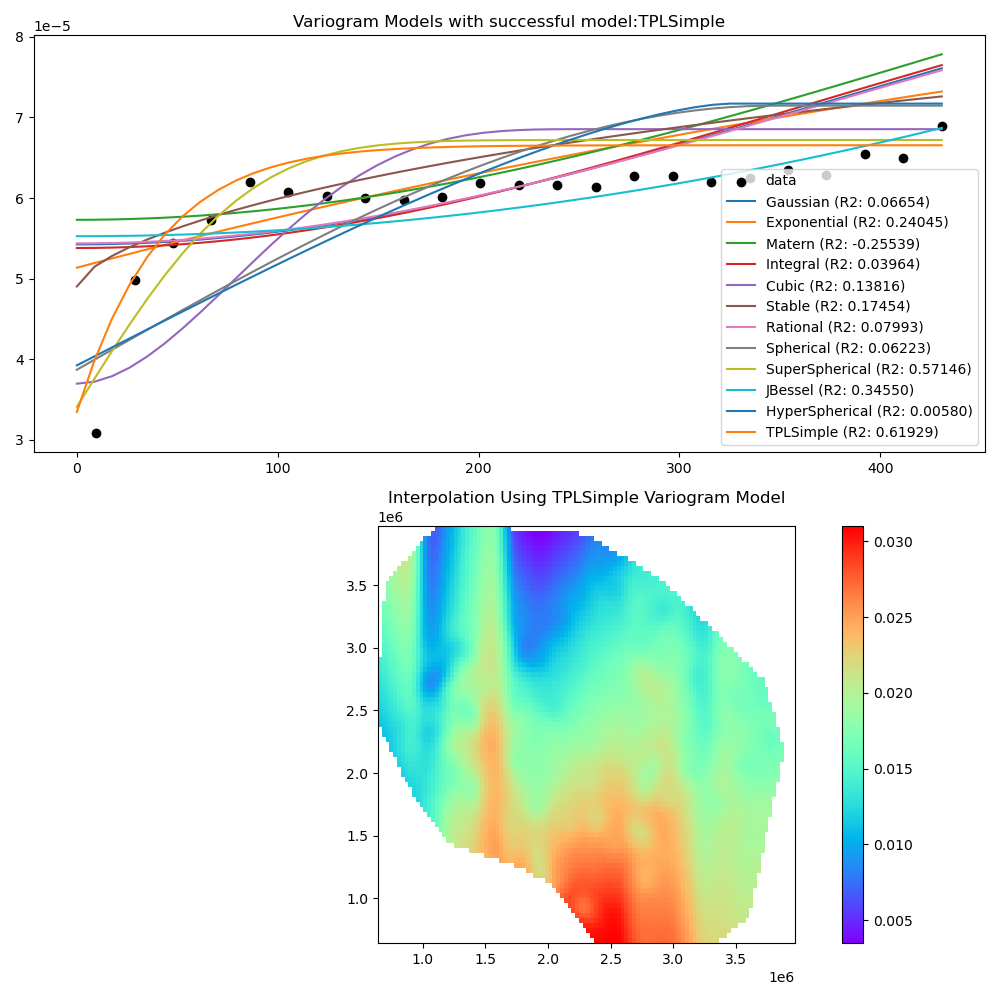 Variogram Models with successful model:TPLSimple
1e−5
8
7
6
5
4
3
0 100 200 300 400
data
Gaussian (R2: 0.06654)
Exponential (R2: 0.24045)
Matern (R2: -0.25539)
Integral (R2: 0.03964)
Cubic (R2: 0.13816)
Stable (R2: 0.17454)
Rational (R2: 0.07993)
Spherical (R2: 0.06223)
SuperSpherical (R2: 0.57146)
JBessel (R2: 0.34550)
HyperSpherical (R2: 0.00580)
TPLSimple (R2: 0.61929)
Interpolation Using TPLSimple Variogram Model
1e6
3.5
3.0
2.5
2.0
1.5
1.0
1.0 1.5 2.0 2.5 3.0 3.5
1e6
0.030
0.025
0.020
0.015
0.010
0.005